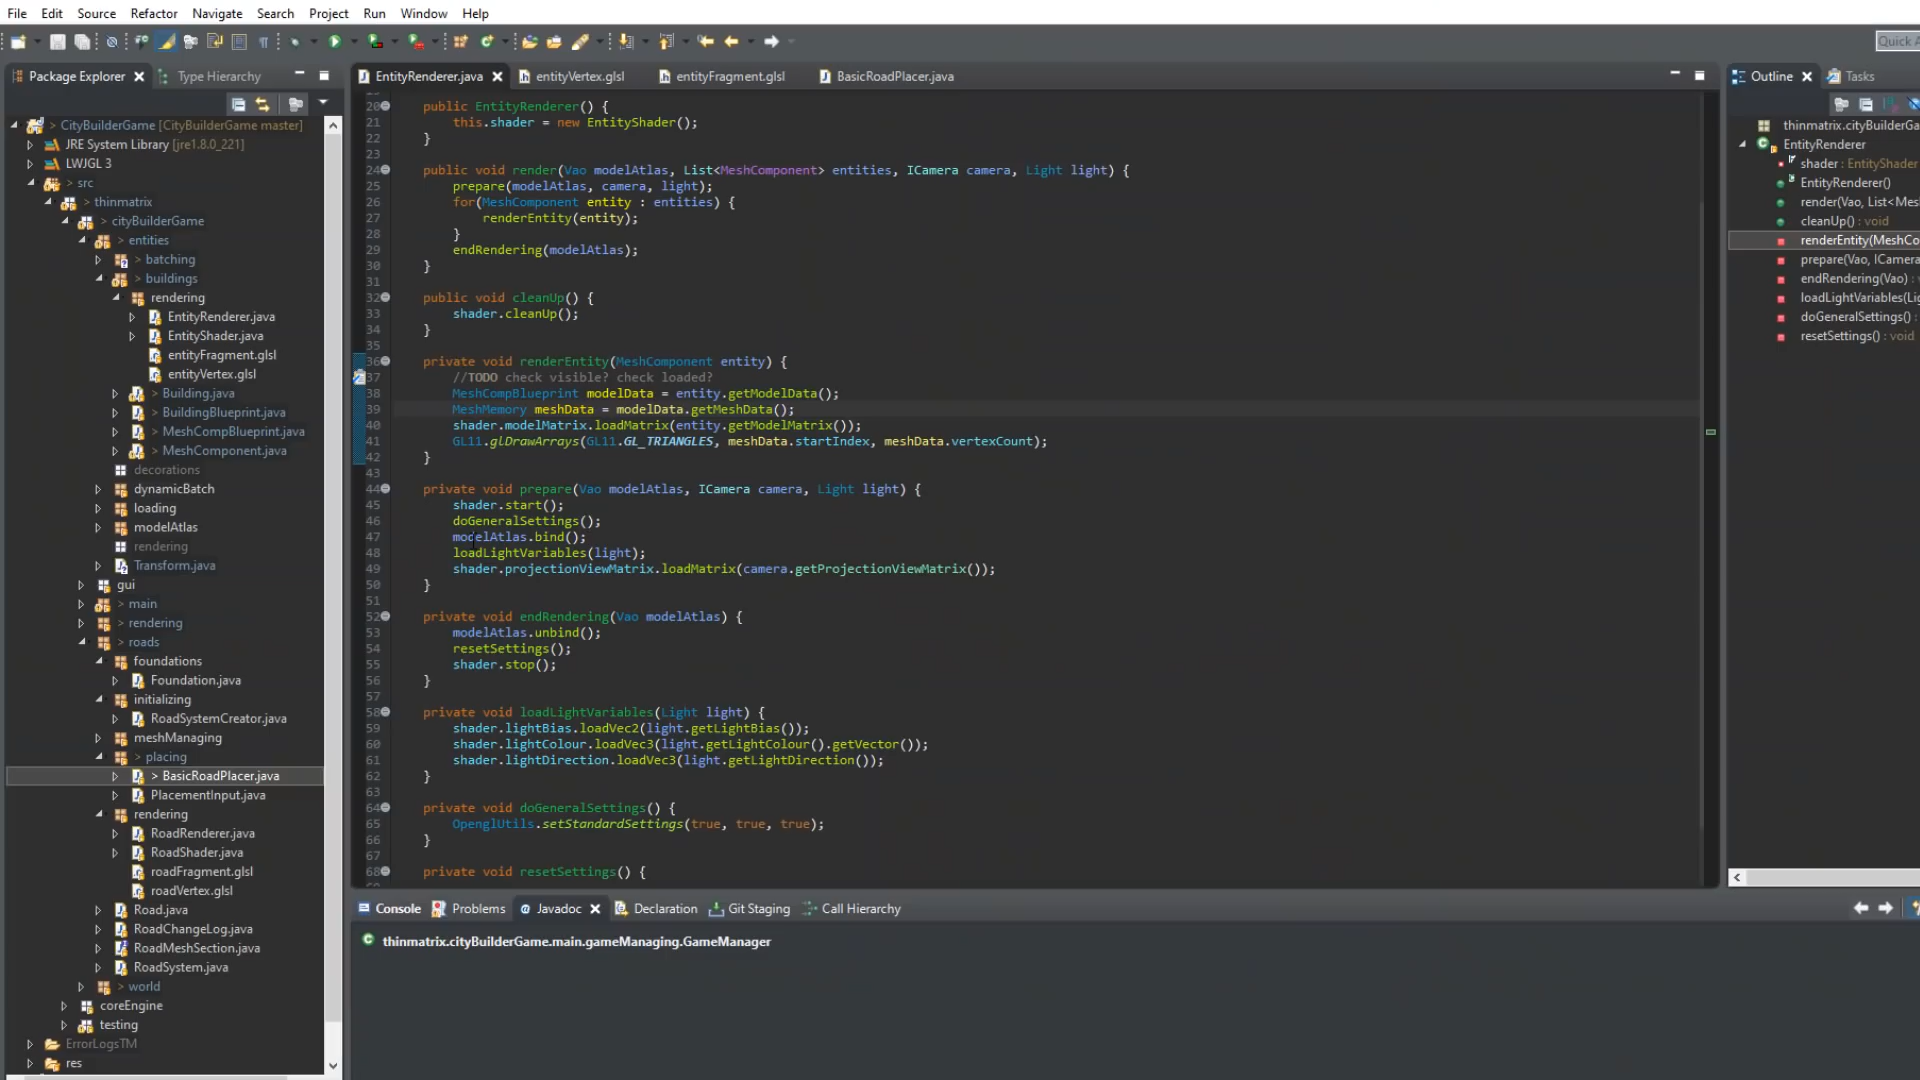 File Edit Source Refactor Navigate Search Project Run Window Help
Quick A
Package Explorer Type Hierarchy
EntityRenderer.java entityVertex.glsl entityFragment.glsl BasicRoadPlacer.java
Outline Tasks
> CityBuilderGame [CityBuilderGame master]
JRE System Library [jre1.8.0_221]
LWJGL 3
> src
> thinmatrix
> cityBuilderGame
> entities
> batching
> buildings
rendering
EntityRenderer.java
EntityShader.java
entityFragment.glsl
entityVertex.glsl
> Building.java
> BuildingBlueprint.java
> MeshCompBlueprint.java
> MeshComponent.java
decorations
dynamicBatch
loading
modelAtlas
rendering
Transform.java
gui
> main
> rendering
> roads
foundations
Foundation.java
initializing
RoadSystemCreator.java
meshManaging
> placing
> BasicRoadPlacer.java
PlacementInput.java
rendering
RoadRenderer.java
RoadShader.java
roadFragment.glsl
roadVertex.glsl
Road.java
RoadChangeLog.java
RoadMeshSection.java
RoadSystem.java
> world
coreEngine
testing
ErrorLogsTM
res
20 public EntityRenderer() {
21 this.shader = new EntityShader();
22 }
23
24 public void render(Vao modelAtlas, List<MeshComponent> entities, ICamera camera, Light light) {
25 prepare(modelAtlas, camera, light);
26 for(MeshComponent entity : entities) {
27 renderEntity(entity);
28 }
29 endRendering(modelAtlas);
30 }
31
32 public void cleanUp() {
33 shader.cleanUp();
34 }
35
36 private void renderEntity(MeshComponent entity) {
37 //TODO check visible? check loaded?
38 MeshCompBlueprint modelData = entity.getModelData();
39 MeshMemory meshData = modelData.getMeshData();
40 shader.modelMatrix.loadMatrix(entity.getModelMatrix());
41 GL11.glDrawArrays(GL11.GL_TRIANGLES, meshData.startIndex, meshData.vertexCount);
42 }
43
44 private void prepare(Vao modelAtlas, ICamera camera, Light light) {
45 shader.start();
46 doGeneralSettings();
47 modelAtlas.bind();
48 loadLightVariables(light);
49 shader.projectionViewMatrix.loadMatrix(camera.getProjectionViewMatrix());
50 }
51
52 private void endRendering(Vao modelAtlas) {
53 modelAtlas.unbind();
54 resetSettings();
55 shader.stop();
56 }
57
58 private void loadLightVariables(Light light) {
59 shader.lightBias.loadVec2(light.getLightBias());
60 shader.lightColour.loadVec3(light.getLightColour().getVector());
61 shader.lightDirection.loadVec3(light.getLightDirection());
62 }
63
64 private void doGeneralSettings() {
65 OpenglUtils.setStandardSettings(true, true, true);
66 }
67
68 private void resetSettings() {
thinmatrix.cityBuilderGa
EntityRenderer
shader : EntityShader
EntityRenderer()
render(Vao, List<Mes
cleanUp() : void
renderEntity(MeshCo
prepare(Vao, ICamera
endRendering(Vao) :
loadLightVariables(Li
doGeneralSettings() :
resetSettings() : void
Console Problems @ Javadoc Declaration Git Staging Call Hierarchy
thinmatrix.cityBuilderGame.main.gameManaging.GameManager